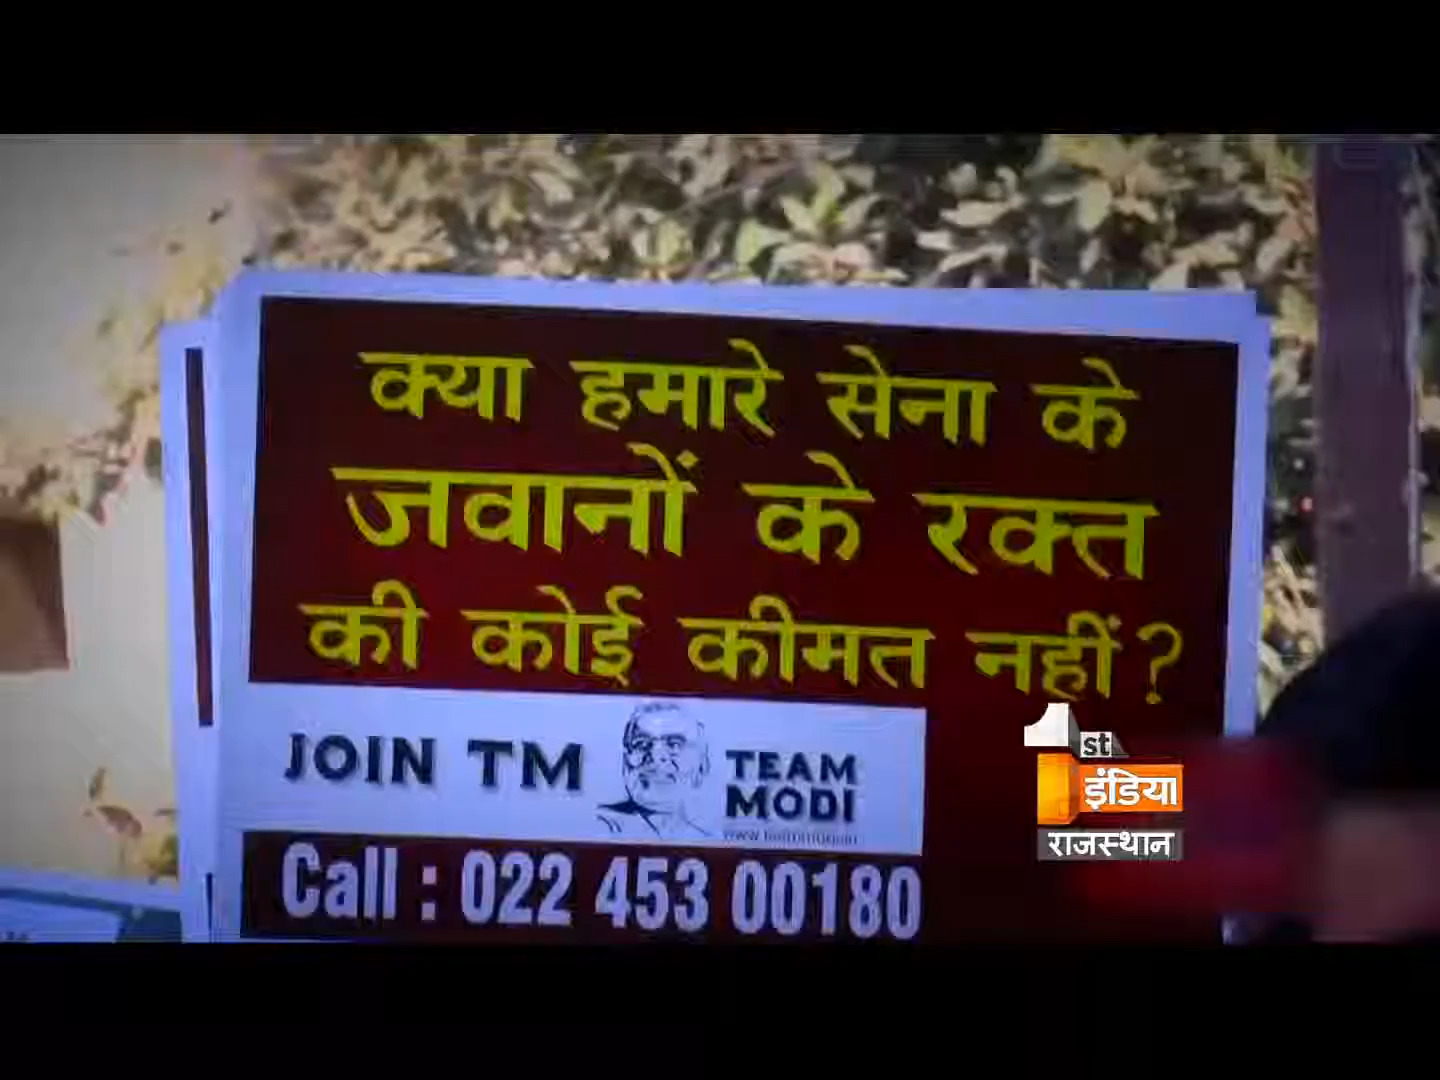 क्या हमारे सेना के
जवानों के रक्त
की कोई कीमत नहीं?
JOIN TM
TEAM
MODI
Call : 022 453 00180
1st
इंडिया
राजस्थान